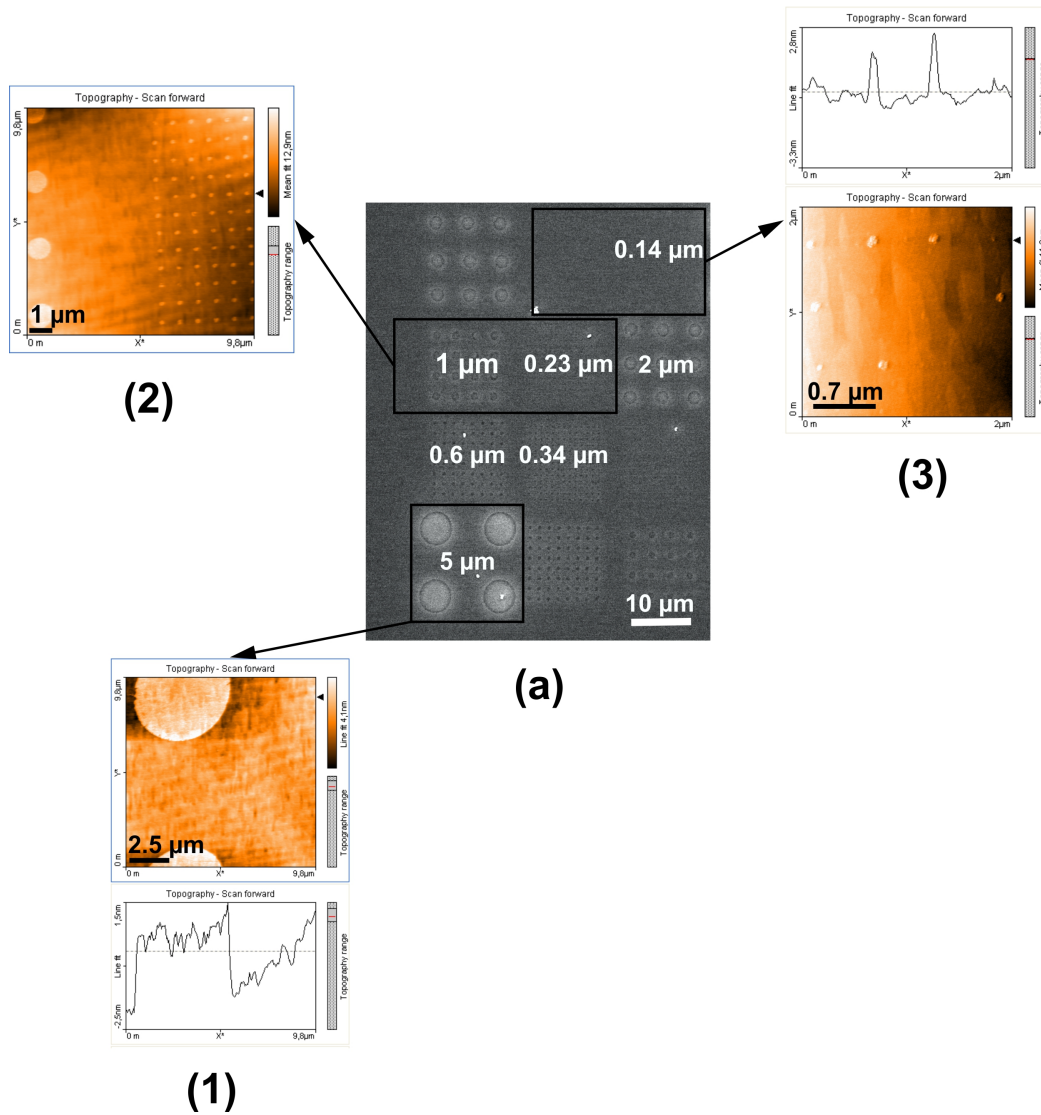 Topography - Scan forward
2,8nm
Line fit
-3,3nm
0 m
X*
2µm
Topography - Scan forward
2µm
Y*
0 m
0.7 µm
0 m
X*
2µm
(3)
Topography - Scan forward
9,8µm
Y*
0 m
1 µm
0 m
X*
9,8µm
Mean fit 12,9nm
Topography range
(2)
0.14 µm
1 µm
0.23 µm
2 µm
0.6 µm
0.34 µm
5 µm
10 µm
(a)
Topography - Scan forward
9,8µm
Y*
0 m
2.5 µm
0 m
X*
9,8µm
Line fit 4,1nm
Topography range
Topography - Scan forward
1,5nm
Line fit
-2,5nm
0 m
X*
9,8µm
Topography range
(1)